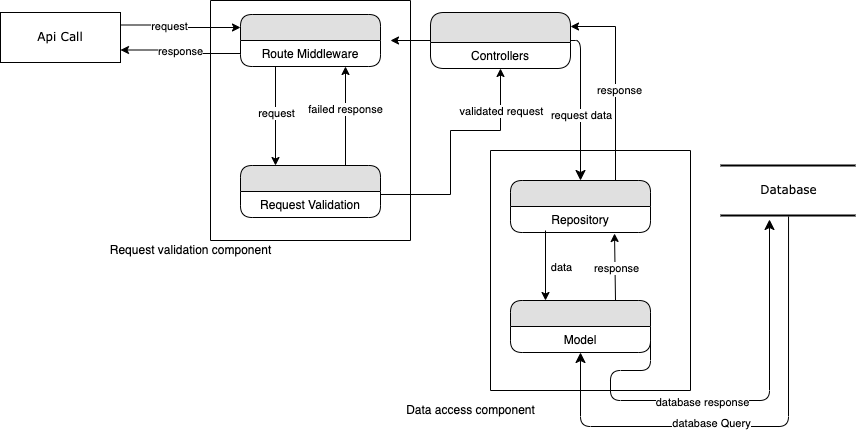 Api Call
request
response
Route Middleware
Controllers
request
failed response
validated request
response
request data
Request Validation
Request validation component
Repository
Database
data
response
Model
Data access component
database response
database Query